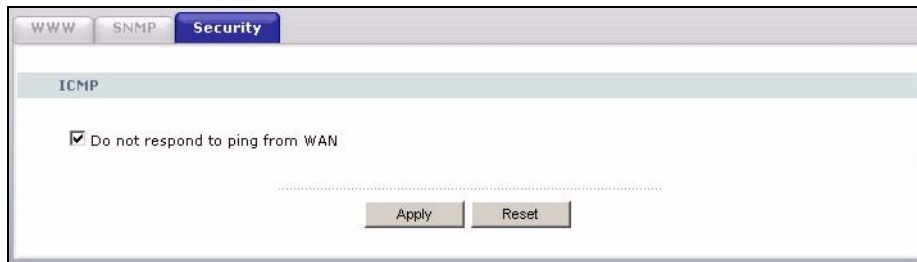 WWW SNMP Security
ICMP
Do not respond to ping from WAN
Apply Reset